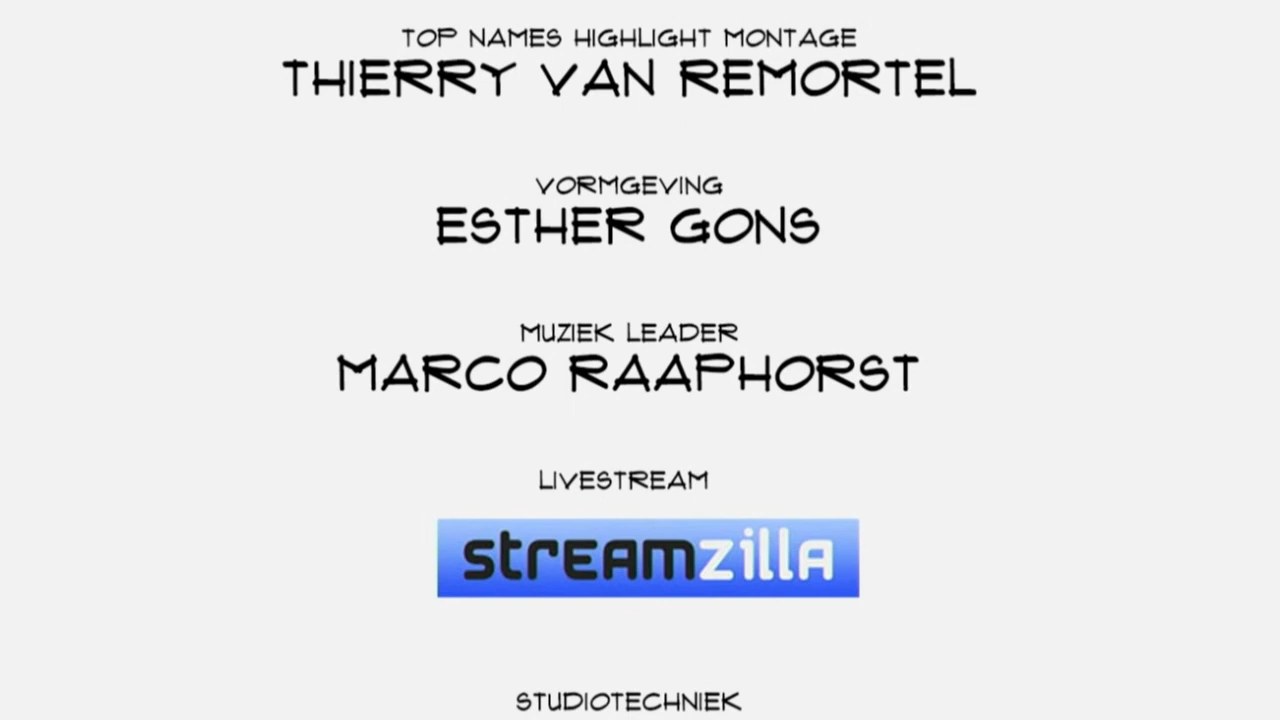 TOP NAMES HIGHLIGHT MONTAGE
THIERRY VAN REMORTEL
VORMGEVING
ESTHER GONS
MUZIEK LEADER
MARCO RAAPHORST
LIVESTREAM
streamzilla
STUDIOTECHNIEK